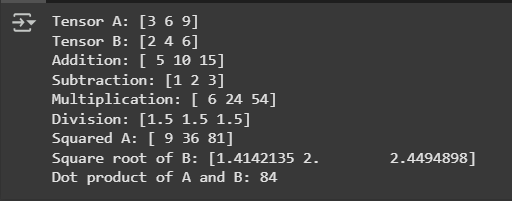 Tensor A: [3 6 9]
Tensor B: [2 4 6]
Addition: [ 5 10 15]
Subtraction: [1 2 3]
Multiplication: [ 6 24 54]
Division: [1.5 1.5 1.5]
Squared A: [ 9 36 81]
Square root of B: [1.4142135 2.        2.4494898]
Dot product of A and B: 84